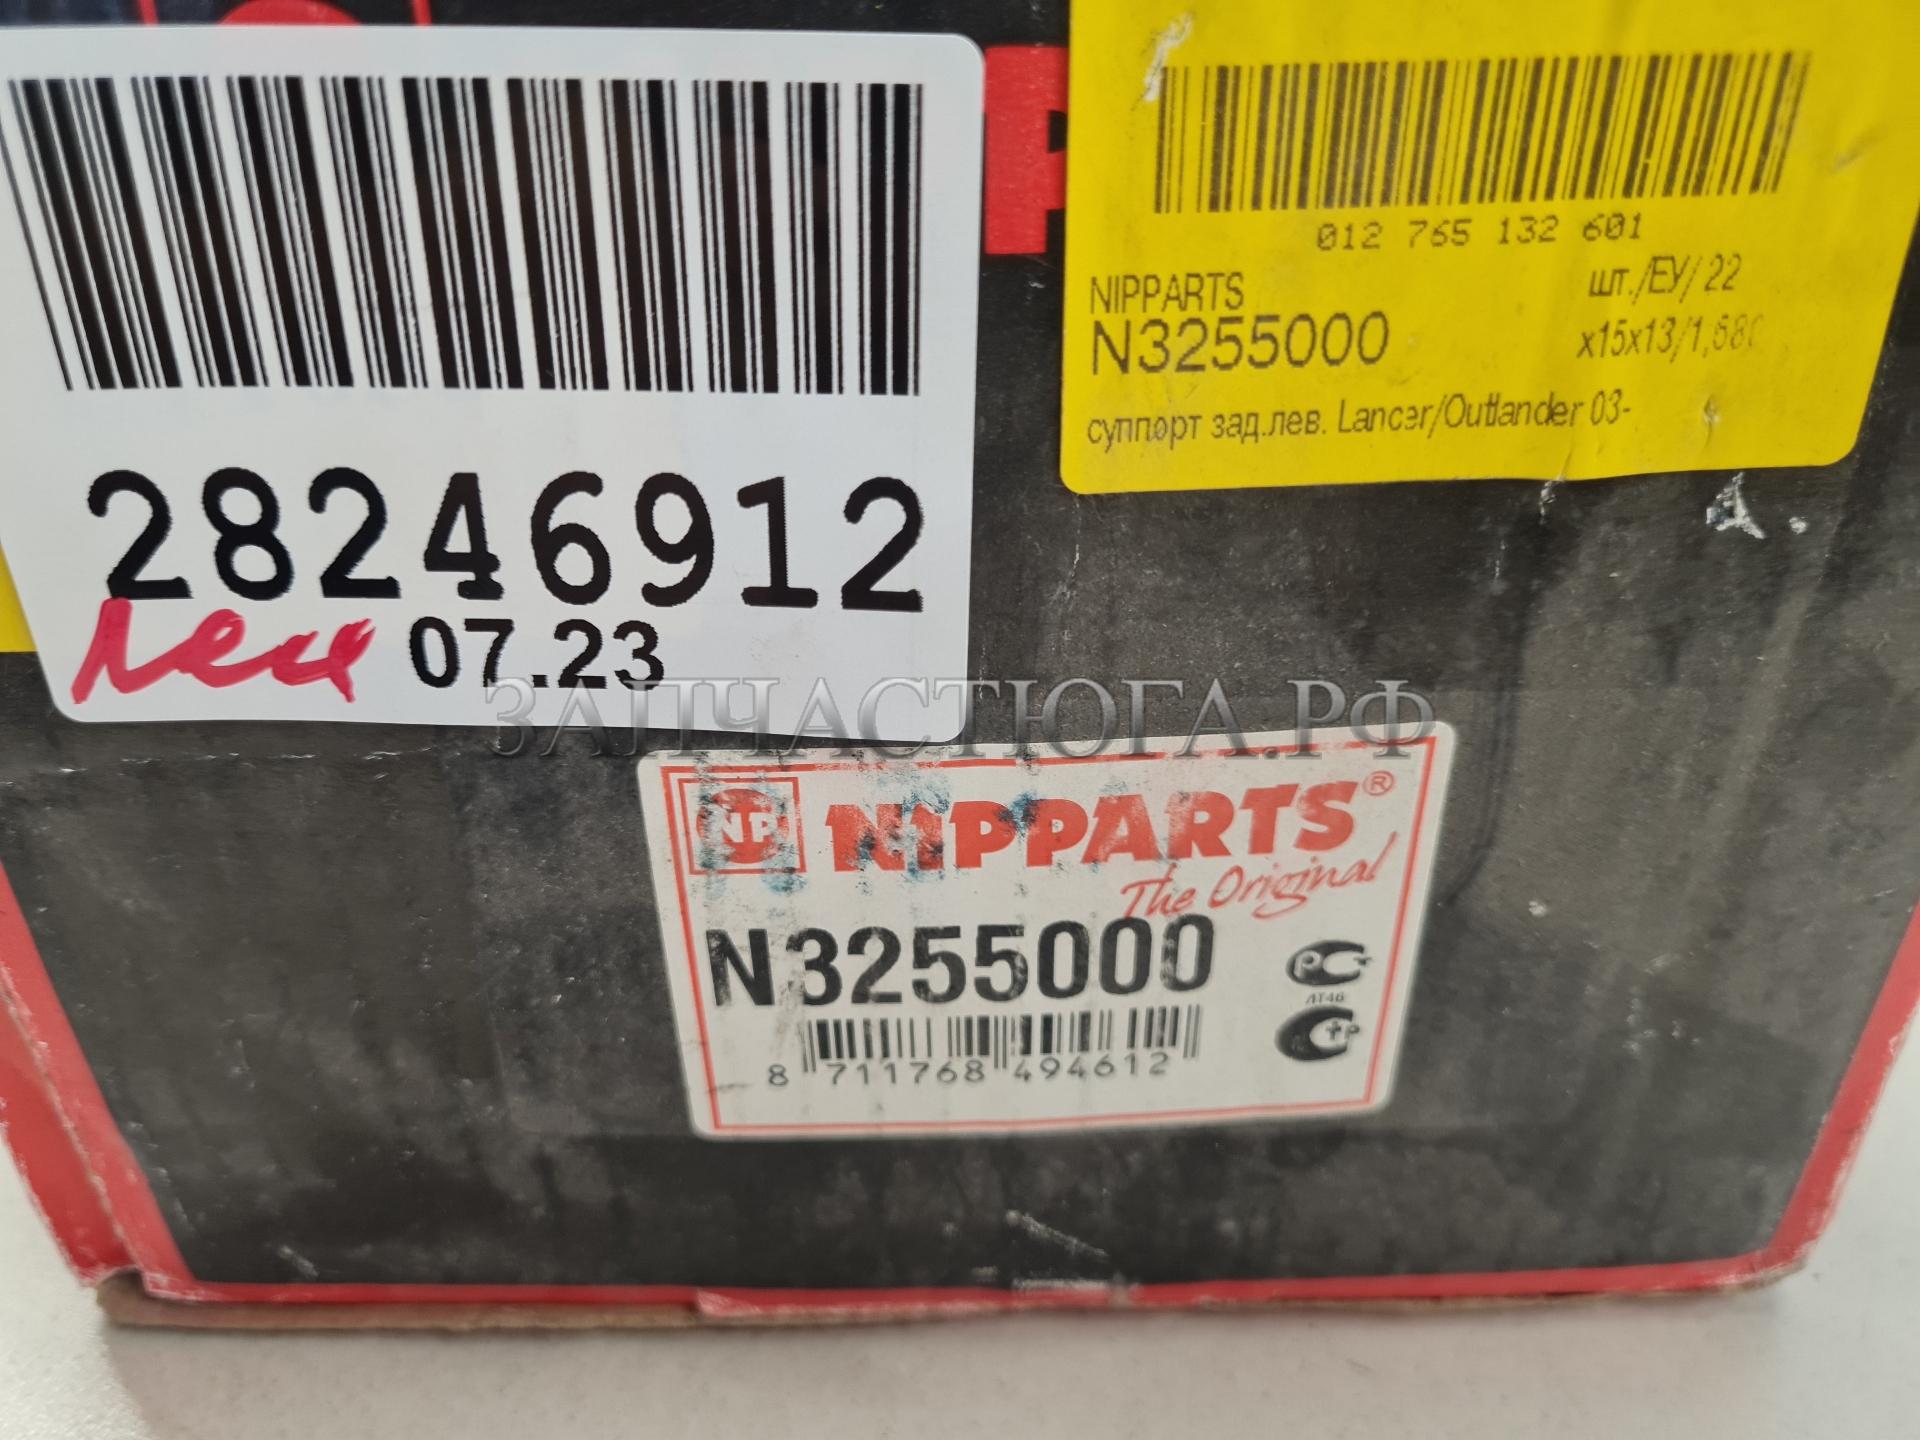 28246912
07.23
012 765 132 601
NIPPARTS
шт./ЕУ/ 22
N3255000
x15x13/1,680
суппорт зад.лев. Lancer/Outlander 03-
ЗАПЧАСТЮГА.РФ
NP
NIPPARTS®
The Original
N3255000
8 711768 494612